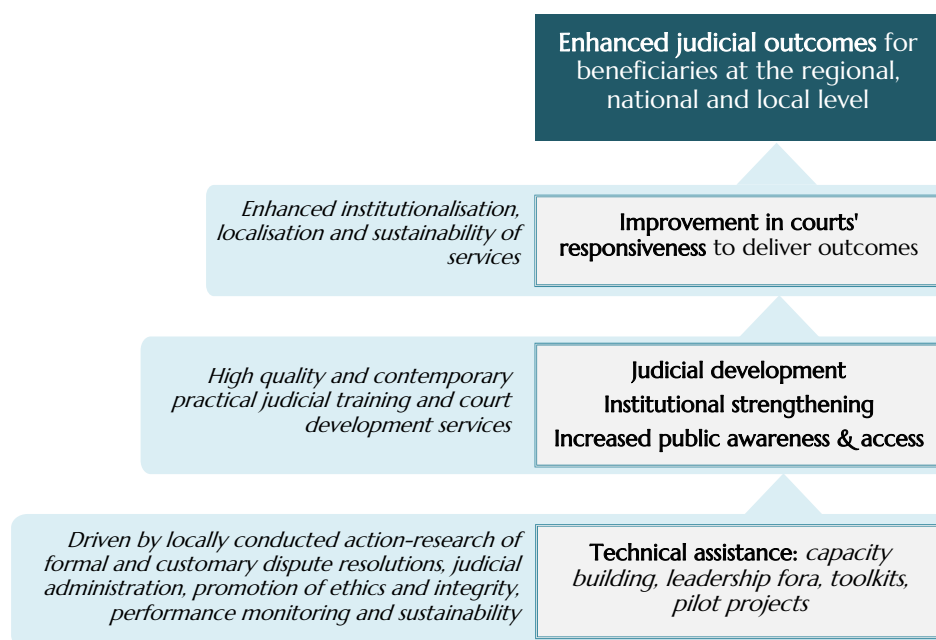 Enhanced judicial outcomes for
beneficiaries at the regional,
national and local level
Enhanced institutionalisation,
localisation and sustainability of
services
Improvement in courts'
responsiveness to deliver outcomes
High quality and contemporary
practical judicial training and court
development services
Judicial development
Institutional strengthening
Increased public awareness & access
Driven by locally conducted action-research of
formal and customary dispute resolutions, judicial
administration, promotion of ethics and integrity,
performance monitoring and sustainability
Technical assistance: capacity
building, leadership fora, toolkits,
pilot projects